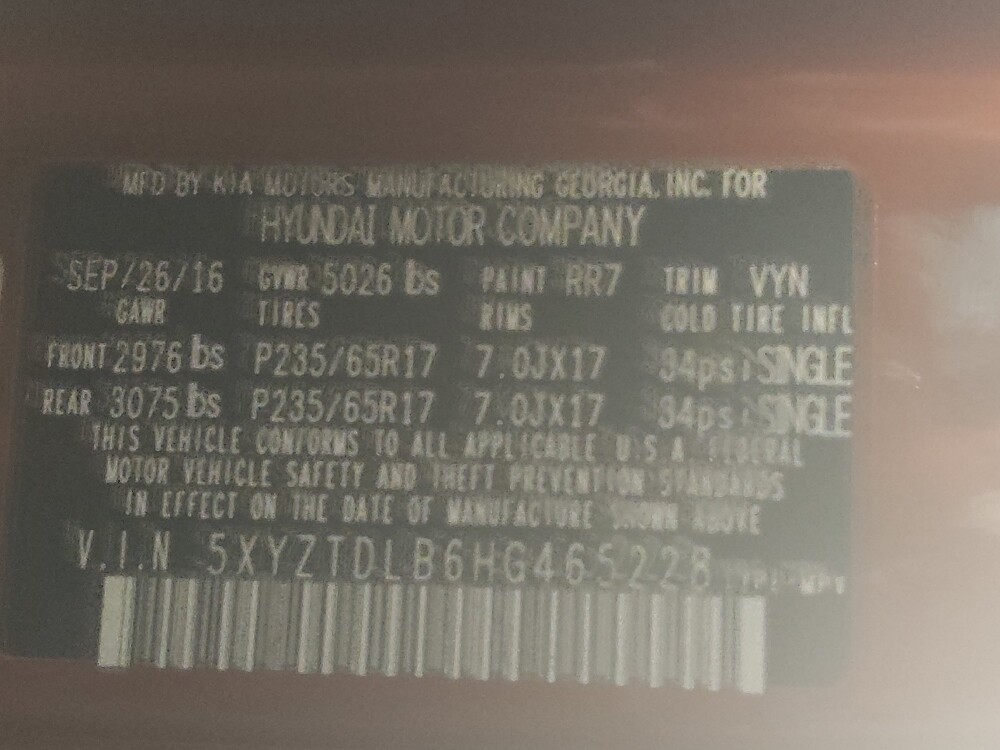 MFD BY KIA MOTORS MANUFACTURING GEORGIA, INC. FOR
HYUNDAI MOTOR COMPANY
SEP/26/16 GVWR 5026 lbs PAINT RR7 TRIM VYN
GAWR TIRES RIMS COLD TIRE INFL
FRONT 2976 lbs P235/65R17 7.0JX17 34psi SINGLE
REAR 3075 lbs P235/65R17 7.0JX17 34psi SINGLE
THIS VEHICLE CONFORMS TO ALL APPLICABLE U.S.A. FEDERAL
MOTOR VEHICLE SAFETY AND THEFT PREVENTION STANDARDS
IN EFFECT ON THE DATE OF MANUFACTURE SHOWN ABOVE
V.I.N 5XYZTDLB6HG465228